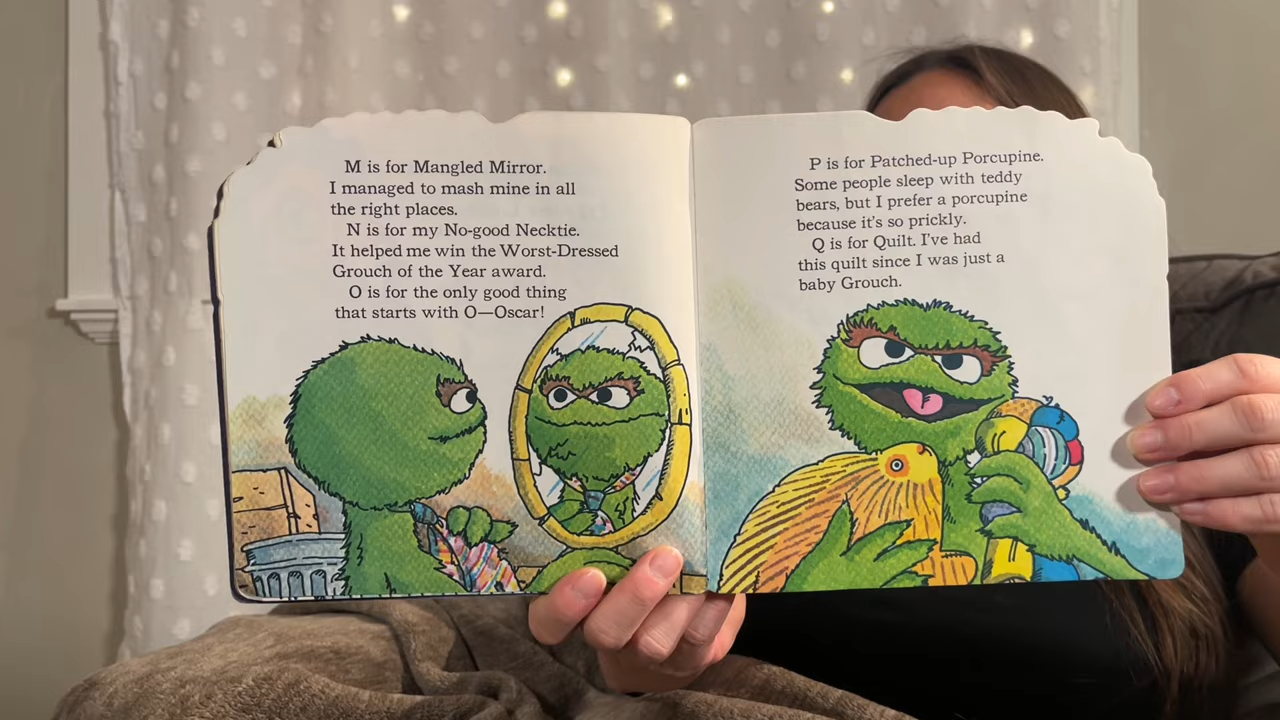 M is for Mangled Mirror.
I managed to mash mine in all
the right places.
N is for my No-good Necktie.
It helped me win the Worst-Dressed
Grouch of the Year award.
O is for the only good thing
that starts with O—Oscar!
P is for Patched-up Porcupine.
Some people sleep with teddy
bears, but I prefer a porcupine
because it's so prickly.
Q is for Quilt. I've had
this quilt since I was just a
baby Grouch.